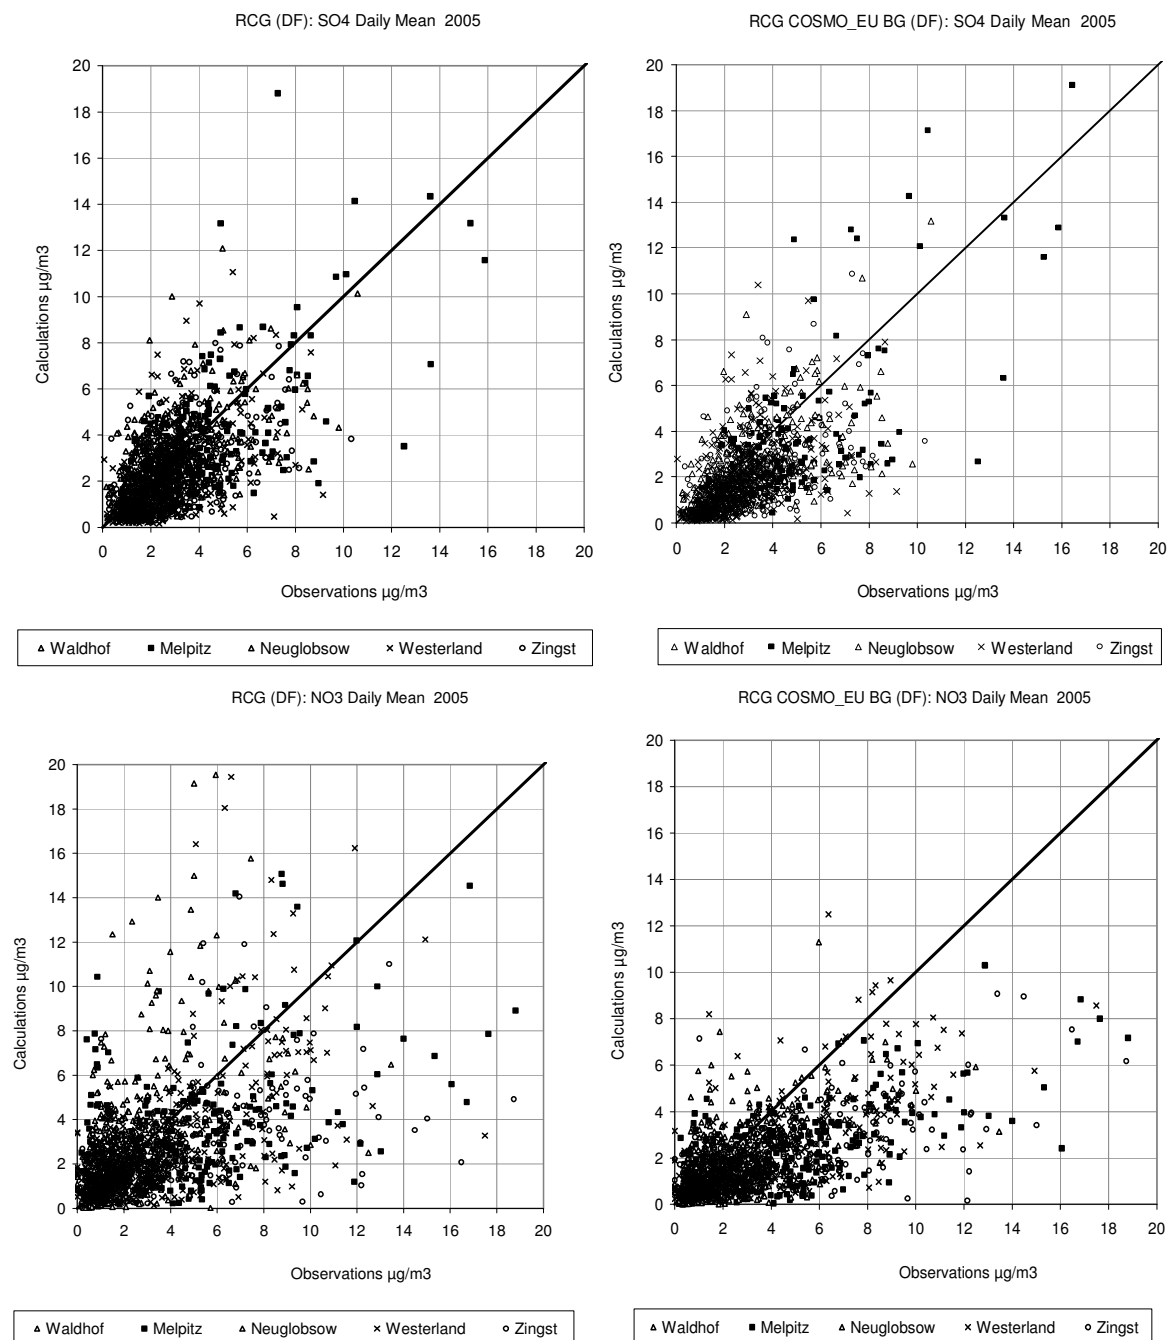 RCG (DF): SO4 Daily Mean 2005
Calculations µg/m3
20
18
16
14
12
10
8
6
4
2
0
0 2 4 6 8 10 12 14 16 18 20
Observations µg/m3
Waldhof Melpitz Neuglobsow Westerland Zingst
RCG COSMO_EU BG (DF): SO4 Daily Mean 2005
Calculations µg/m3
20
18
16
14
12
10
8
6
4
2
0
0 2 4 6 8 10 12 14 16 18 20
Observations µg/m3
Waldhof Melpitz Neuglobsow Westerland Zingst
RCG (DF): NO3 Daily Mean 2005
Calculations µg/m3
20
18
16
14
12
10
8
6
4
2
0
0 2 4 6 8 10 12 14 16 18 20
Observations µg/m3
Waldhof Melpitz Neuglobsow Westerland Zingst
RCG COSMO_EU BG (DF): NO3 Daily Mean 2005
Calculations µg/m3
20
18
16
14
12
10
8
6
4
2
0
0 2 4 6 8 10 12 14 16 18 20
Observations µg/m3
Waldhof Melpitz Neuglobsow Westerland Zingst